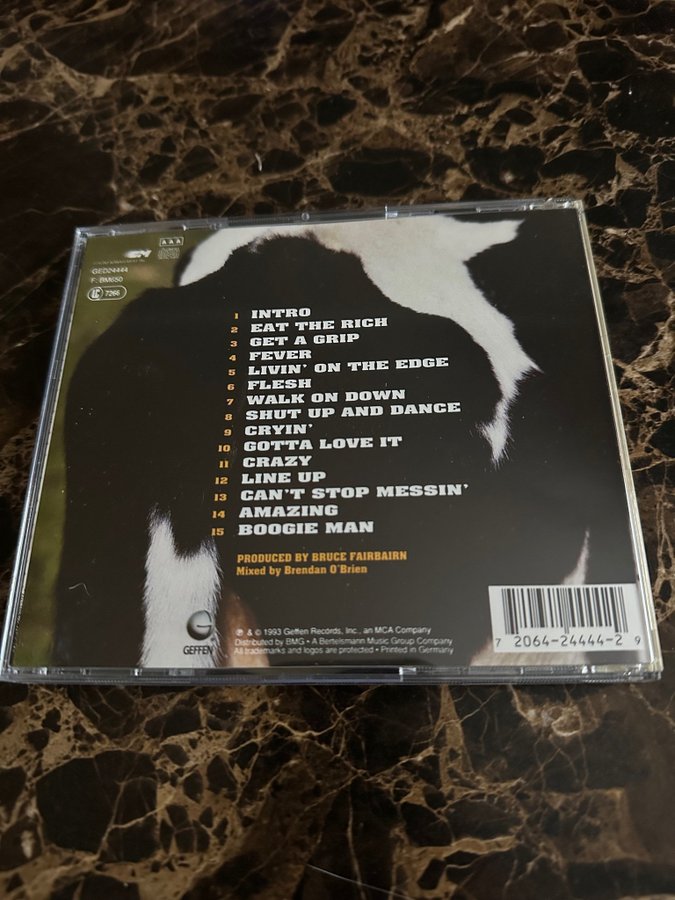 AAA
GED24444
F: BM650
LC 7266
1 INTRO
2 EAT THE RICH
3 GET A GRIP
4 FEVER
5 LIVIN' ON THE EDGE
6 FLESH
7 WALK ON DOWN
8 SHUT UP AND DANCE
9 CRYIN'
10 GOTTA LOVE IT
11 CRAZY
12 LINE UP
13 CAN'T STOP MESSIN'
14 AMAZING
15 BOOGIE MAN
PRODUCED BY BRUCE FAIRBAIRN
Mixed by Brendan O'Brien
GEFFEN
℗ & © 1993 Geffen Records, Inc., an MCA Company
Distributed by BMG • A Bertelsmann Music Group Company
All trademarks and logos are protected • Printed in Germany
7 2064-24444-2 9